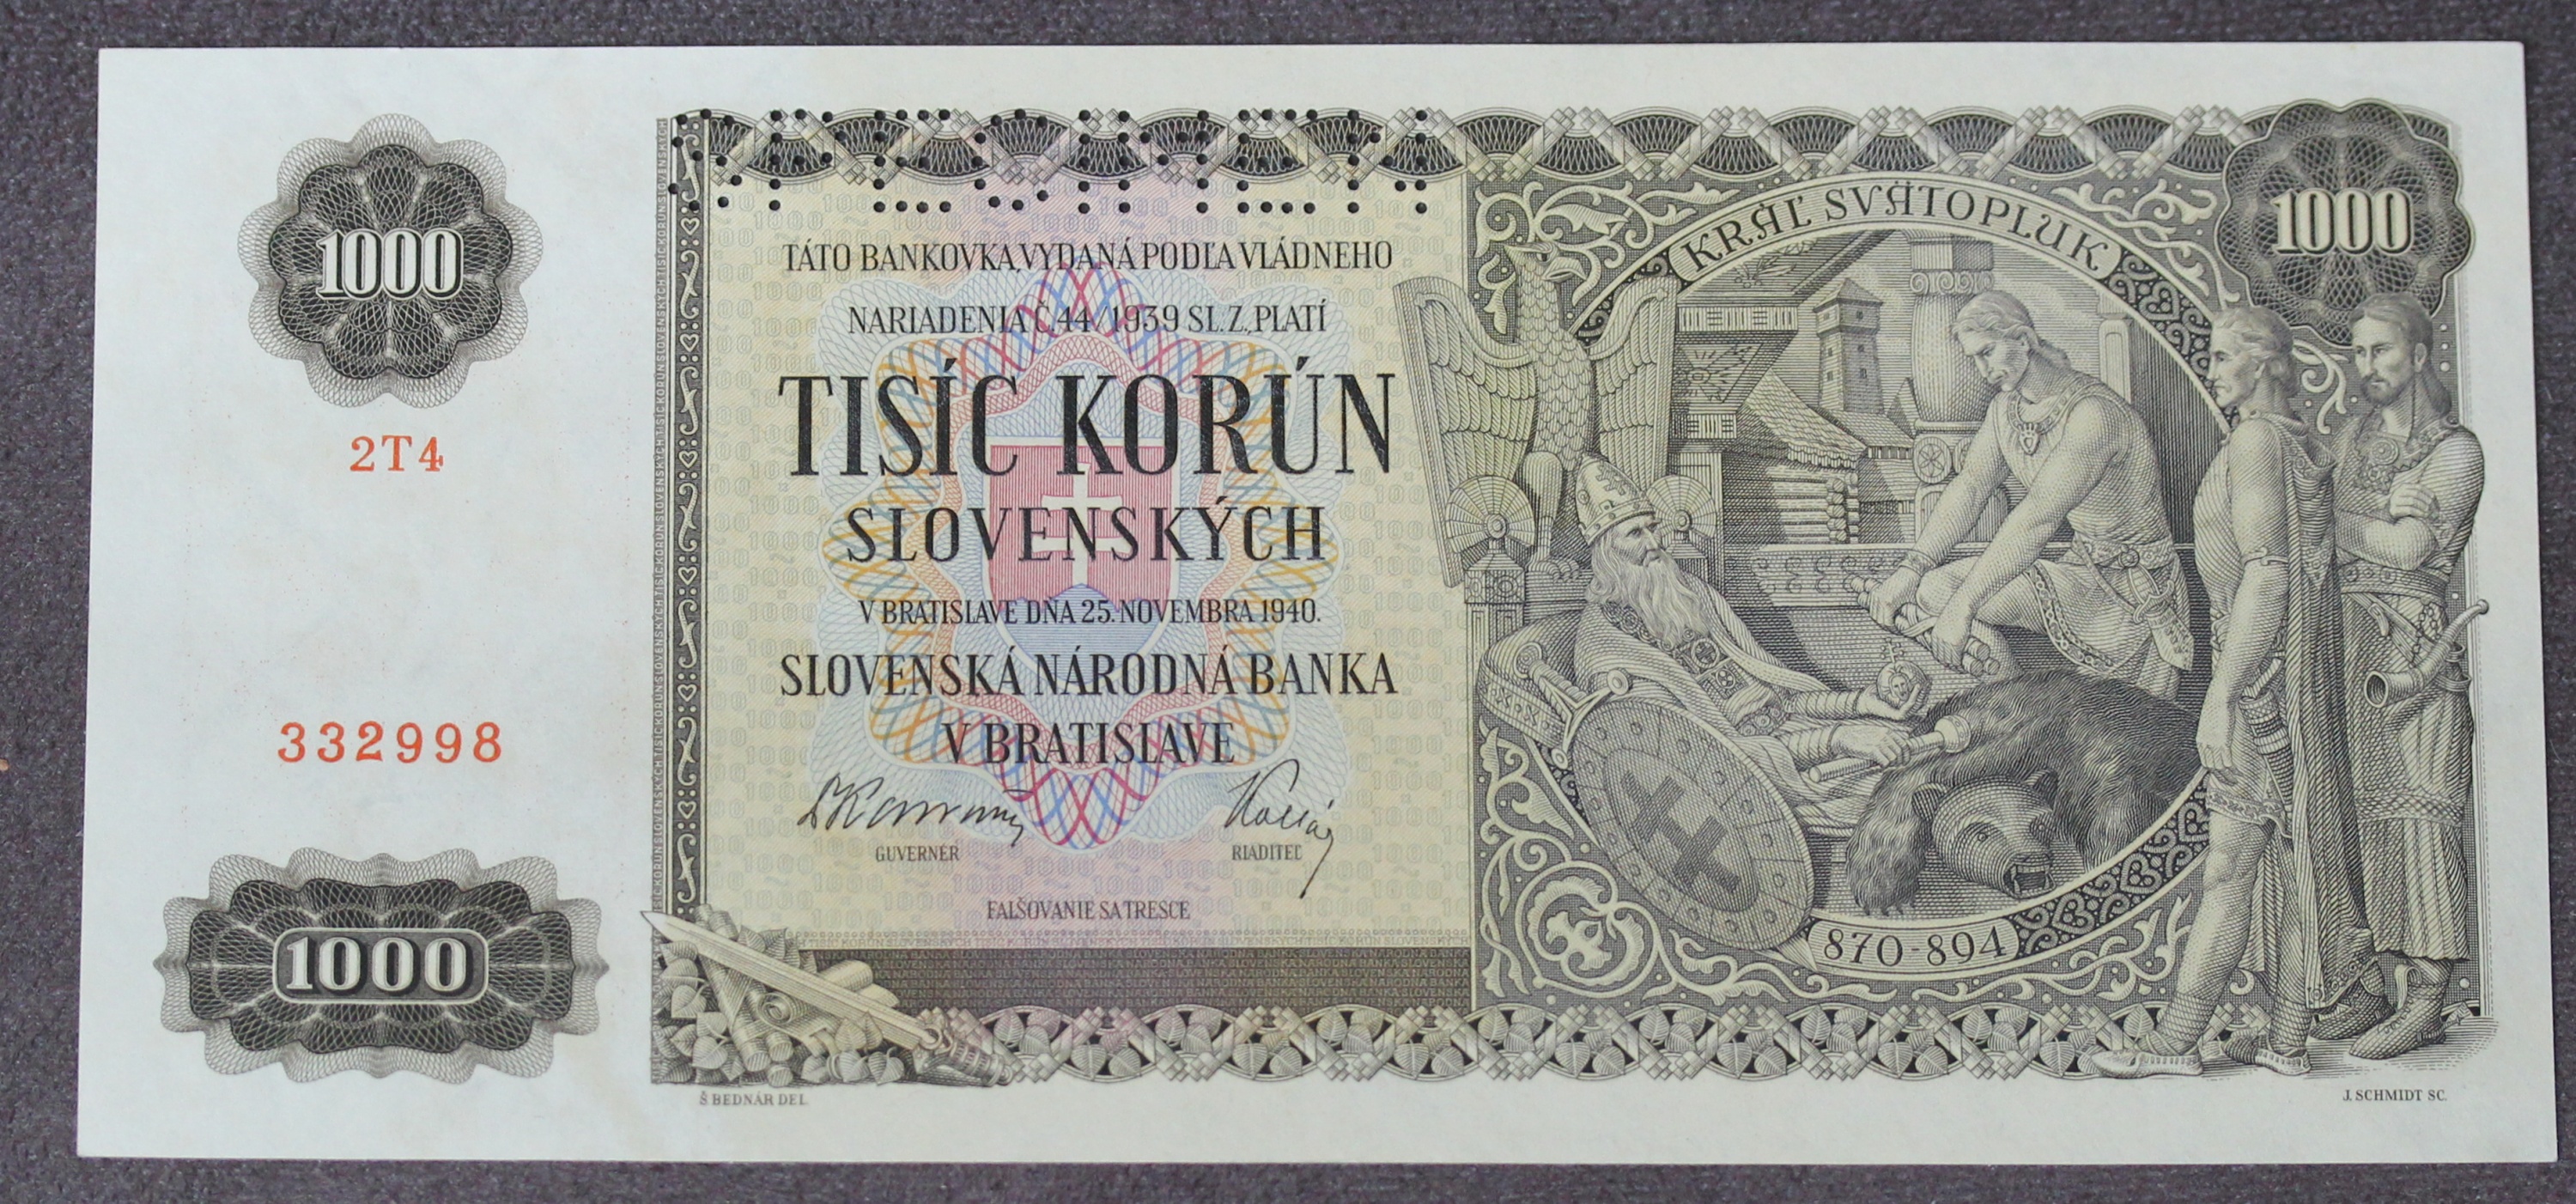 SPECIMEN
1000
2T4
332998
1000
TÁTO BANKOVKA, VYDANÁ PODĽA VLÁDNEHO
NARIADENIA Č. 44/1939 SL. Z., PLATÍ
TISÍC KORÚN
SLOVENSKÝCH
V BRATISLAVE DŇA 25. NOVEMBRA 1940.
SLOVENSKÁ NÁRODNÁ BANKA
V BRATISLAVE
GUVERNÉR
RIADITEĽ
FALŠOVANIE SA TRESCE
KRÁĽ SVÄTOPLUK
1000
870-894
Š BEDNÁR DEL.
J. SCHMIDT SC.